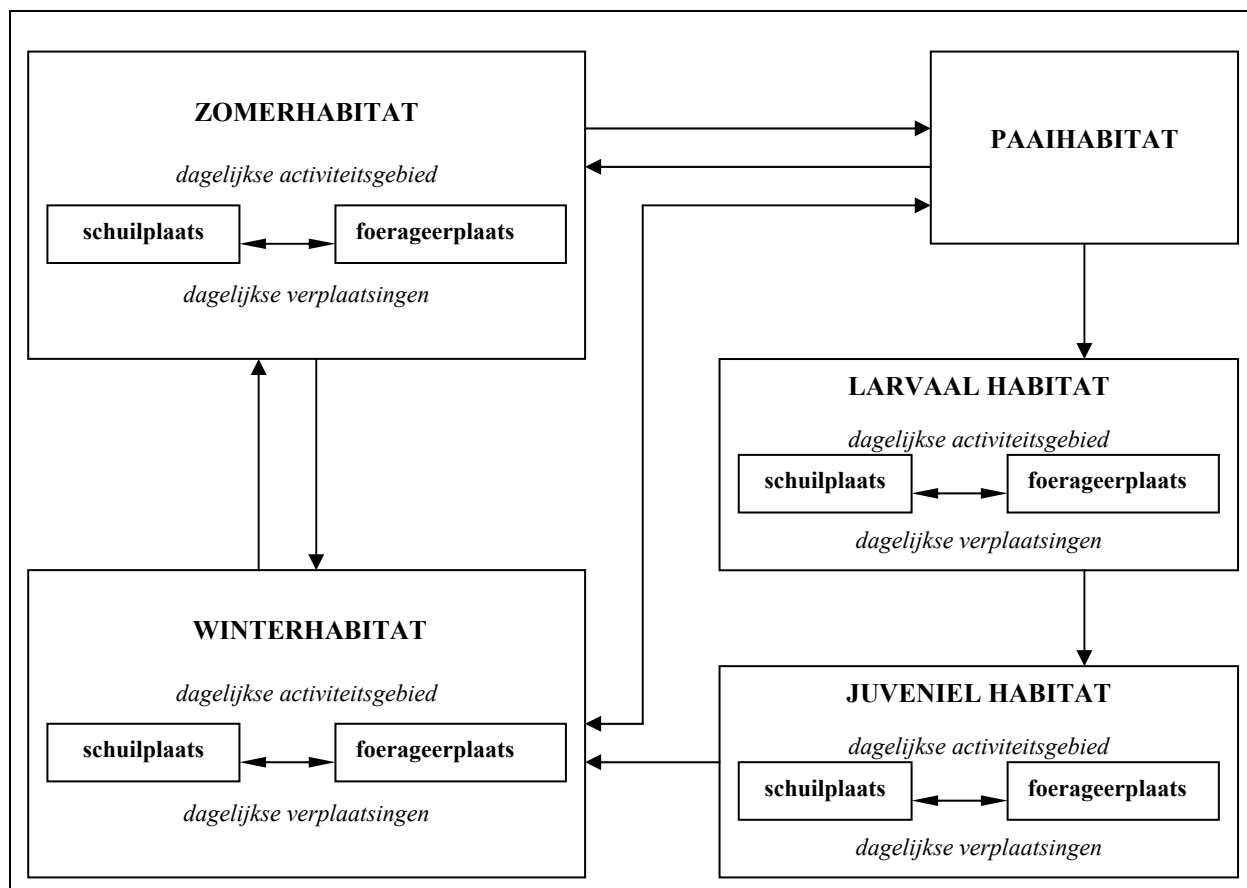 ZOMERHABITAT
dagelijkse activiteitsgebied
schuilplaats
foerageerplaats
dagelijkse verplaatsingen
PAAIHABITAT
LARVAAL HABITAT
dagelijkse activiteitsgebied
schuilplaats
foerageerplaats
dagelijkse verplaatsingen
WINTERHABITAT
dagelijkse activiteitsgebied
schuilplaats
foerageerplaats
dagelijkse verplaatsingen
JUVENIEL HABITAT
dagelijkse activiteitsgebied
schuilplaats
foerageerplaats
dagelijkse verplaatsingen